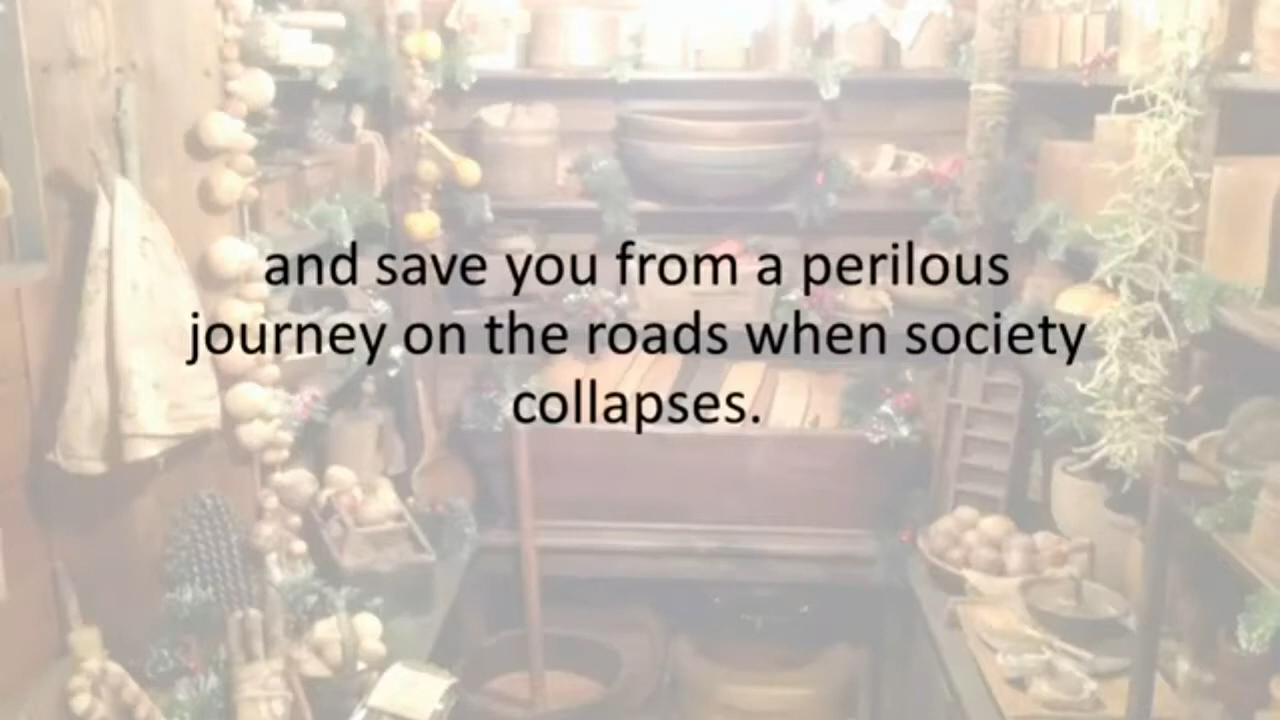 and save you from a perilous
journey on the roads when society
collapses.